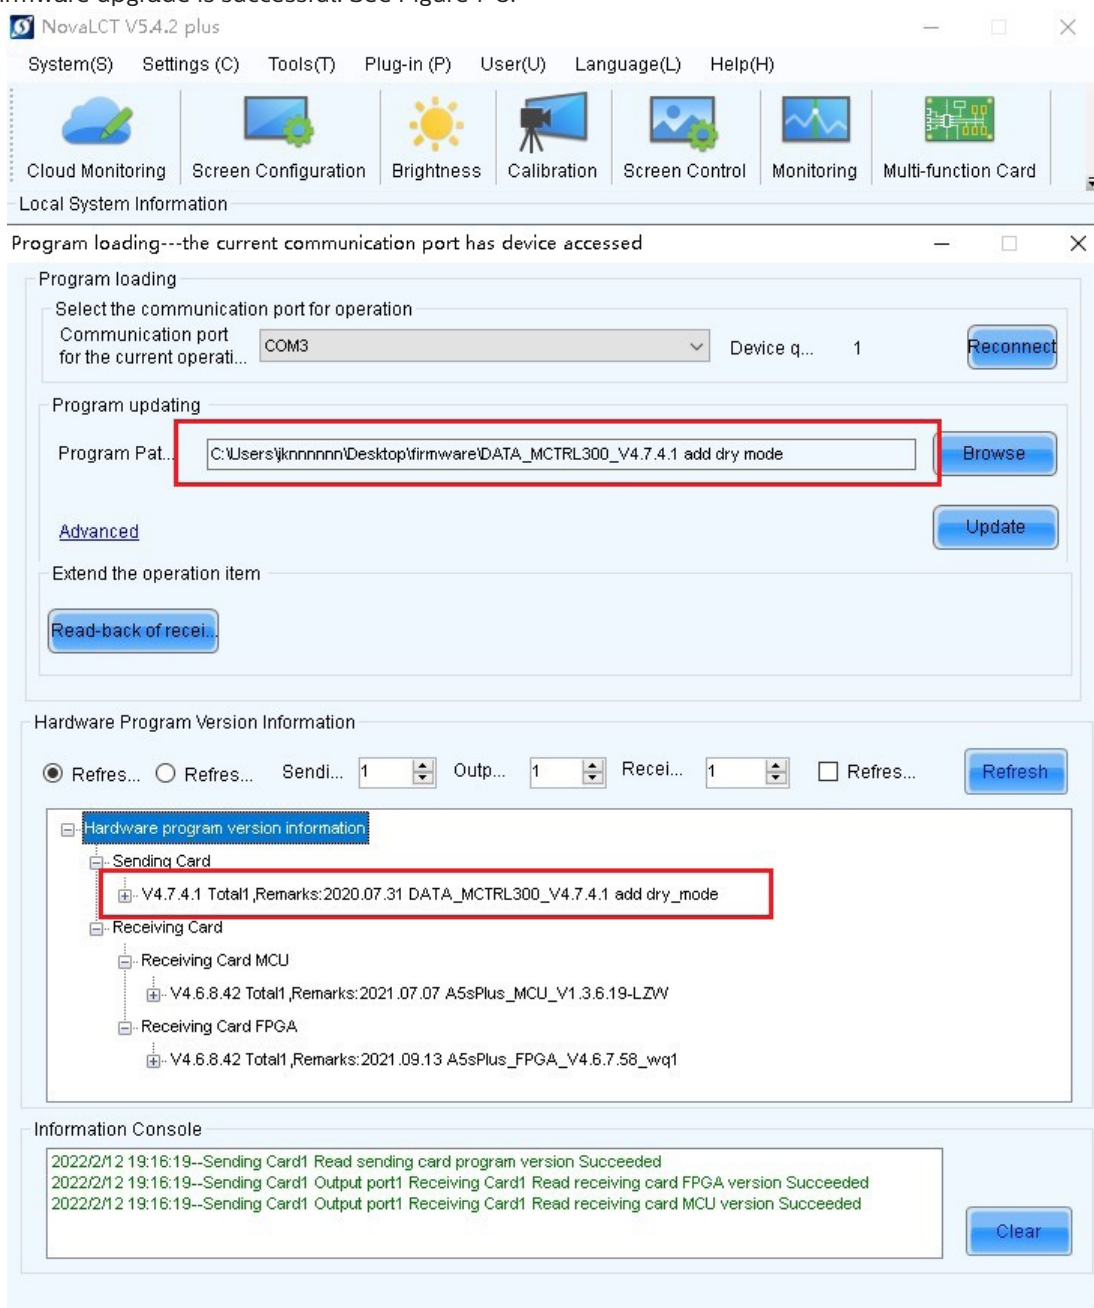 firmware upgrade is successful. See Figure 7-8.
NovaLCT V5.4.2 plus
System(S) Settings (C) Tools(T) Plug-in (P) User(U) Language(L) Help(H)
Cloud Monitoring Screen Configuration Brightness Calibration Screen Control Monitoring Multi-function Card
Local System Information
Program loading---the current communication port has device accessed
Program loading
Select the communication port for operation
Communication port
for the current operati... COM3 Device q... 1 Reconnect
Program updating
Program Pat... C:\Users\jknnnnnn\Desktop\firmware\DATA_MCTRL300_V4.7.4.1 add dry mode Browse
Advanced Update
Extend the operation item
Read-back of recei...
Hardware Program Version Information
Refres... Refres... Sendi... 1 Outp... 1 Recei... 1 Refres... Refresh
Hardware program version information
Sending Card
V4.7.4.1 Total1,Remarks:2020.07.31 DATA_MCTRL300_V4.7.4.1 add dry_mode
Receiving Card
Receiving Card MCU
V4.6.8.42 Total1,Remarks:2021.07.07 A5sPlus_MCU_V1.3.6.19-LZW
Receiving Card FPGA
V4.6.8.42 Total1,Remarks:2021.09.13 A5sPlus_FPGA_V4.6.7.58_wq1
Information Console
2022/2/12 19:16:19--Sending Card1 Read sending card program version Succeeded
2022/2/12 19:16:19--Sending Card1 Output port1 Receiving Card1 Read receiving card FPGA version Succeeded
2022/2/12 19:16:19--Sending Card1 Output port1 Receiving Card1 Read receiving card MCU version Succeeded
Clear